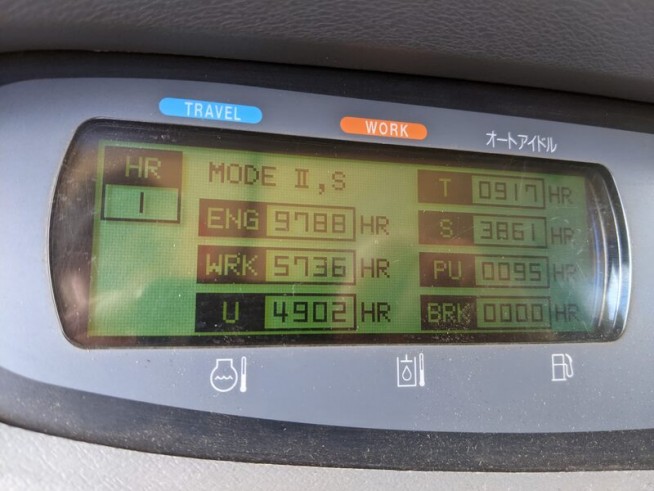 TRAVEL
WORK
オートアイドル
HR
1
MODE II,S
ENG 9788 HR
WRK 5736 HR
U 4902 HR
T 0917 HR
S 3861 HR
PU 0095 HR
BRK 0000 HR